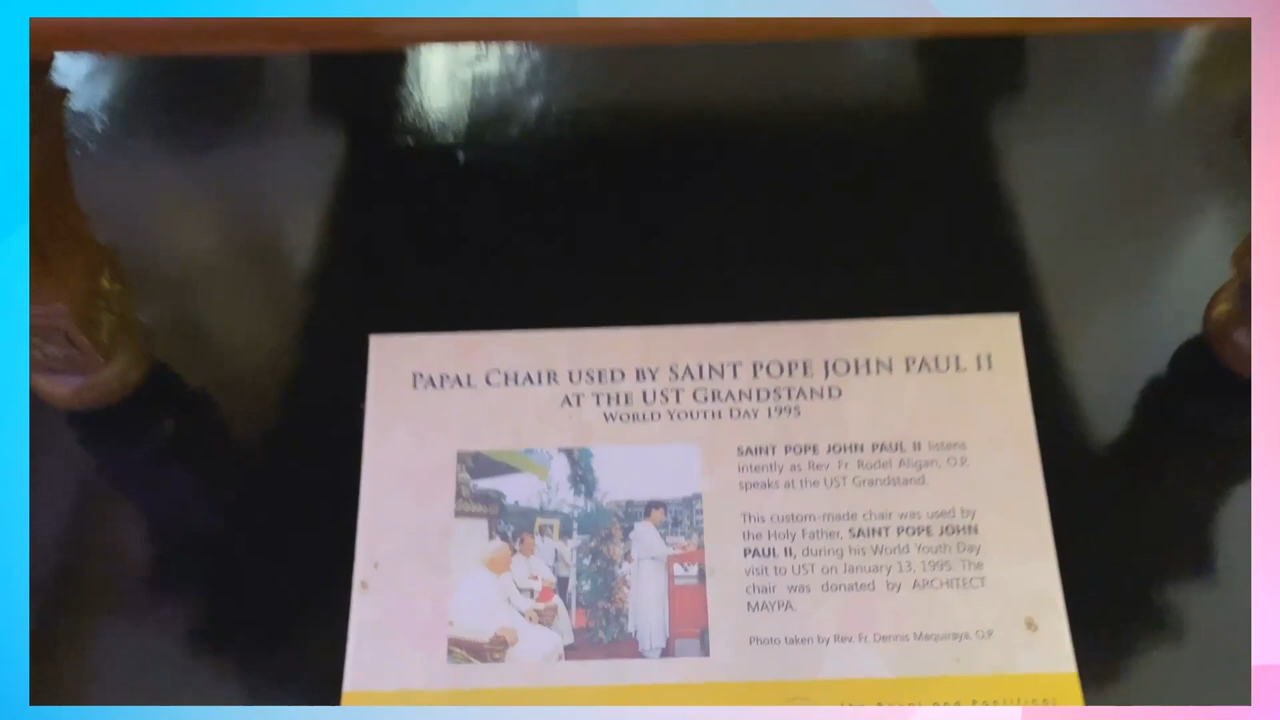 PAPAL CHAIR USED BY SAINT POPE JOHN PAUL II
AT THE UST GRANDSTAND
WORLD YOUTH DAY 1995
SAINT POPE JOHN PAUL II listens
intently as Rev. Fr. Rodel Aligan, O.P.
speaks at the UST Grandstand.
This custom-made chair was used by
the Holy Father, SAINT POPE JOHN
PAUL II, during his World Youth Day
visit to UST on January 13, 1995. The
chair was donated by ARCHITECT
MAYPA.
Photo taken by Rev. Fr. Dennis Maquiraya, O.P.